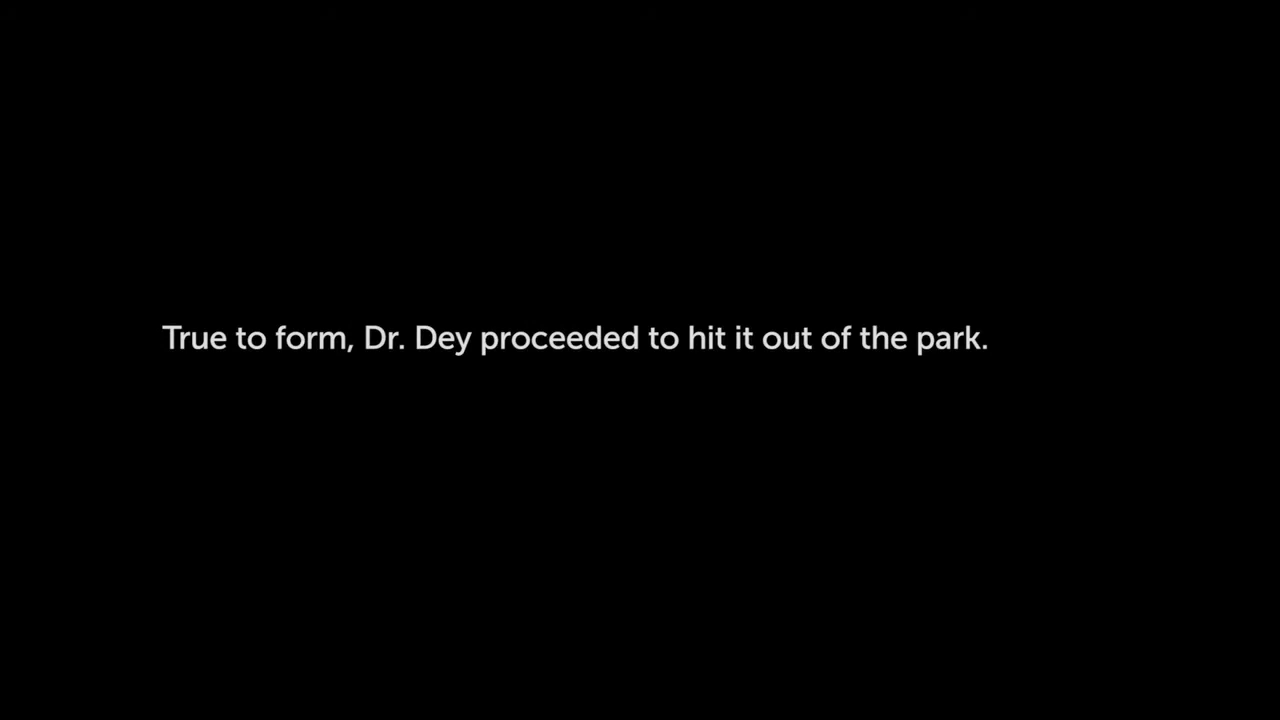 True to form, Dr. Dey proceeded to hit it out of the park.